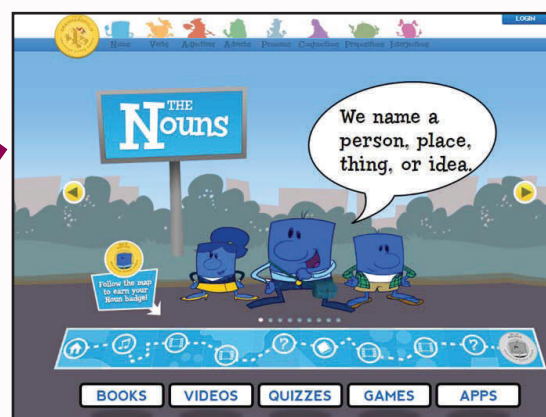 LOGIN
Nouns Verbs Adjectives Adverbs Pronouns Conjunctions Prepositions Interjections
THE
Nouns
We name a
person, place,
thing, or idea.
Follow the map
to earn your
Noun badge!
?
?
BOOKS VIDEOS QUIZZES GAMES APPS